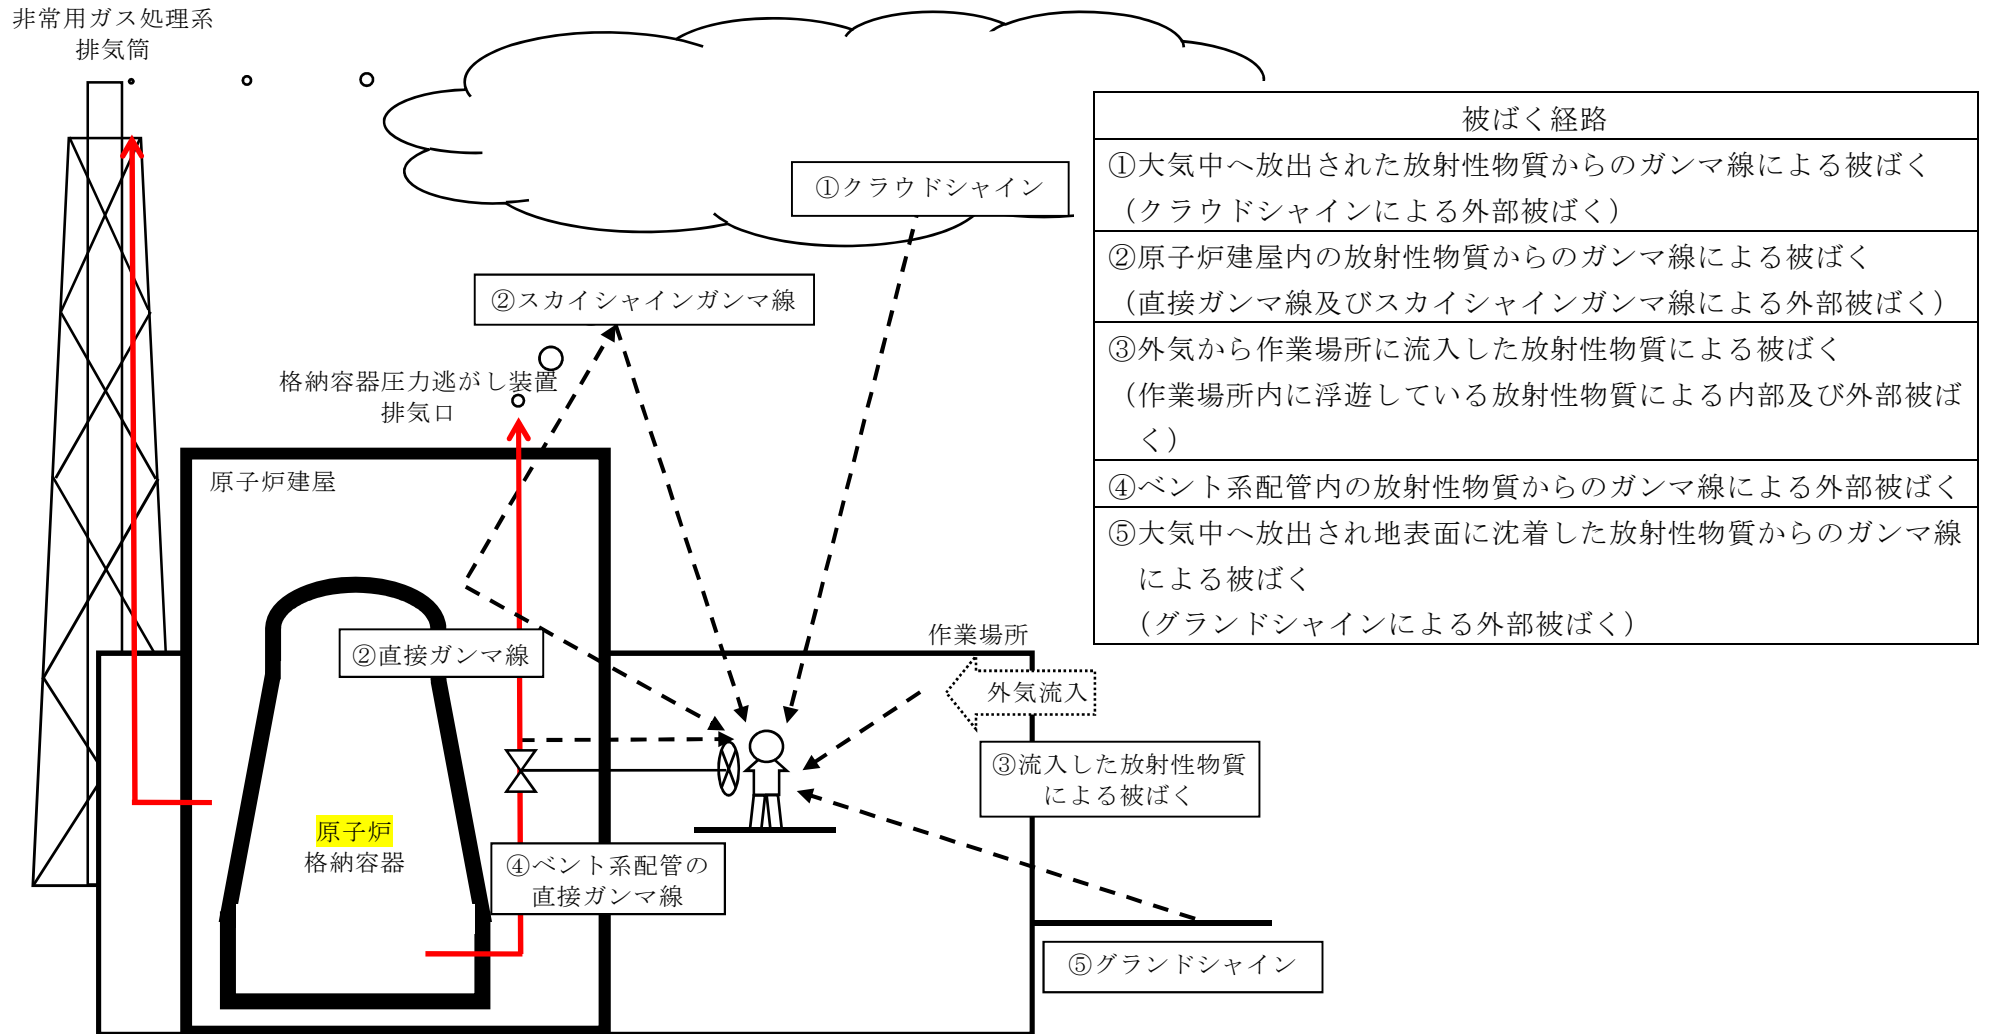 非常用ガス処理系
排気筒
①クラウドシャイン
②スカイシャインガンマ線
格納容器圧力逃がし装置
排気口
原子炉建屋
②直接ガンマ線
作業場所
外気流入
③流入した放射性物質
による被ばく
原子炉
格納容器
④ベント系配管の
直接ガンマ線
⑤グランドシャイン
被ばく経路
①大気中へ放出された放射性物質からのガンマ線による被ばく
（クラウドシャインによる外部被ばく）
②原子炉建屋内の放射性物質からのガンマ線による被ばく
（直接ガンマ線及びスカイシャインガンマ線による外部被ばく）
③外気から作業場所に流入した放射性物質による被ばく
（作業場所内に浮遊している放射性物質による内部及び外部被ば
く）
④ベント系配管内の放射性物質からのガンマ線による外部被ばく
⑤大気中へ放出され地表面に沈着した放射性物質からのガンマ線
による被ばく
（グランドシャインによる外部被ばく）